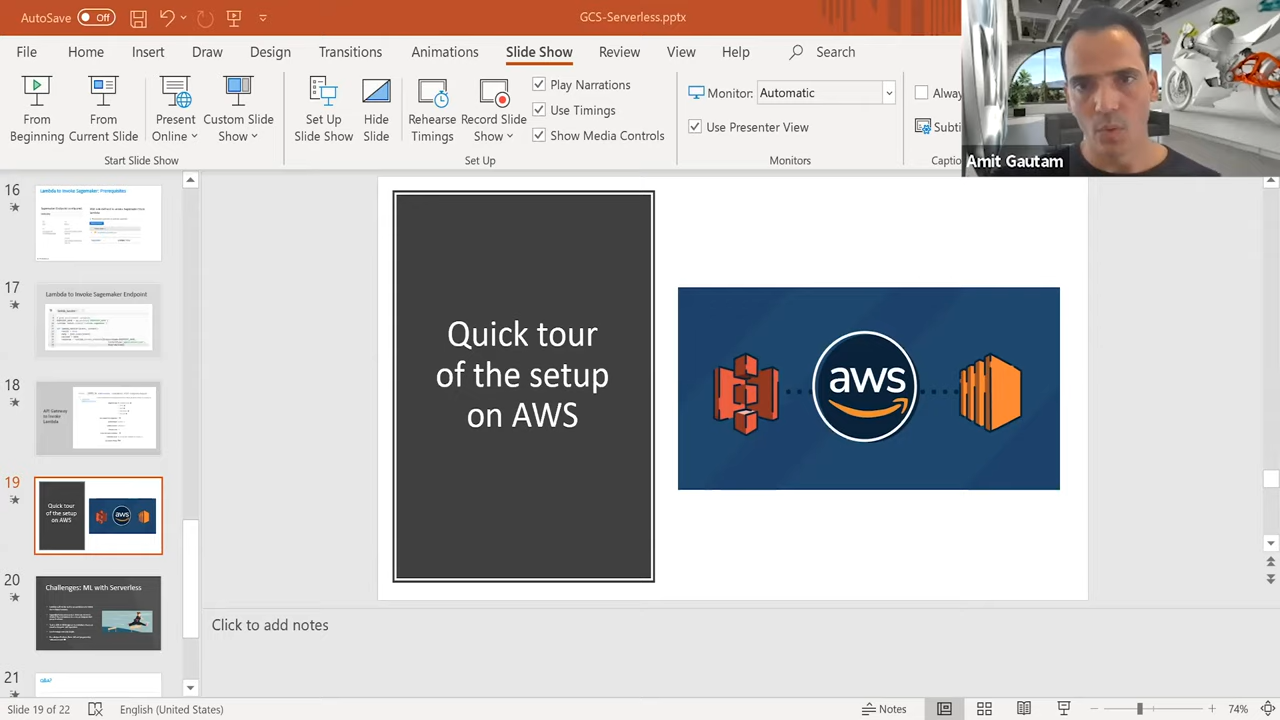 AutoSave Off
GCS-Serverless.pptx
File Home Insert Draw Design Transitions Animations Slide Show Review View Help Search
From Beginning
From Current Slide
Present Online
Custom Slide Show
Start Slide Show
Set Up Slide Show
Hide Slide
Rehearse Timings
Record Slide Show
Play Narrations
Use Timings
Show Media Controls
Set Up
Monitor: Automatic
Use Presenter View
Monitors
Alway
Subti
Captio
Amit Gautam
16
Lambda to Invoke Sagemaker: Prerequisites
17
Lambda to Invoke Sagemaker Endpoint
18
API Gateway
to Invoke
Lambda
19
Quick tour
of the setup
on AWS
aws
20
Challenges: ML with Serverless
21
Q&A!
Quick tour
of the setup
on AWS
aws
Click to add notes
Slide 19 of 22 English (United States) Notes 74%